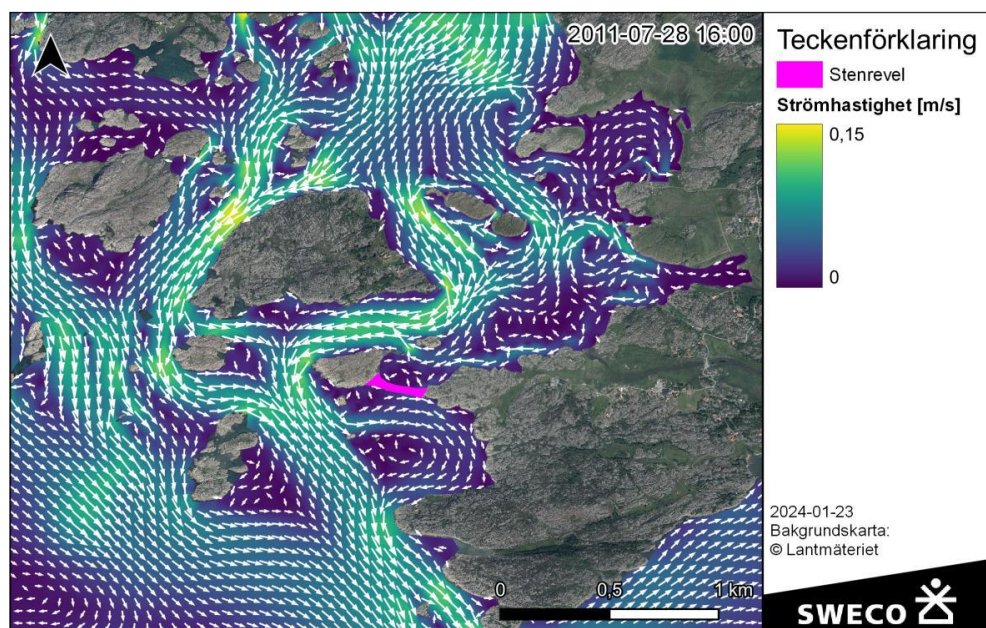 2011-07-28 16:00
0
0,5
1 km
Teckenförklaring
Stenrevel
Strömhastighet [m/s]
0,15
0
2024-01-23
Bakgrundskarta:
© Lantmäteriet
SWECO